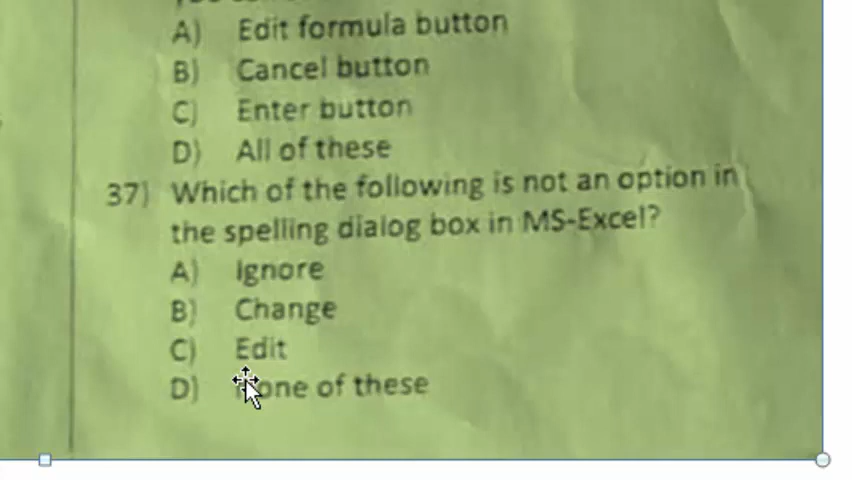 A) Edit formula button
B) Cancel button
C) Enter button
D) All of these
37) Which of the following is not an option in
the spelling dialog box in MS-Excel?
A) Ignore
B) Change
C) Edit
D) None of these